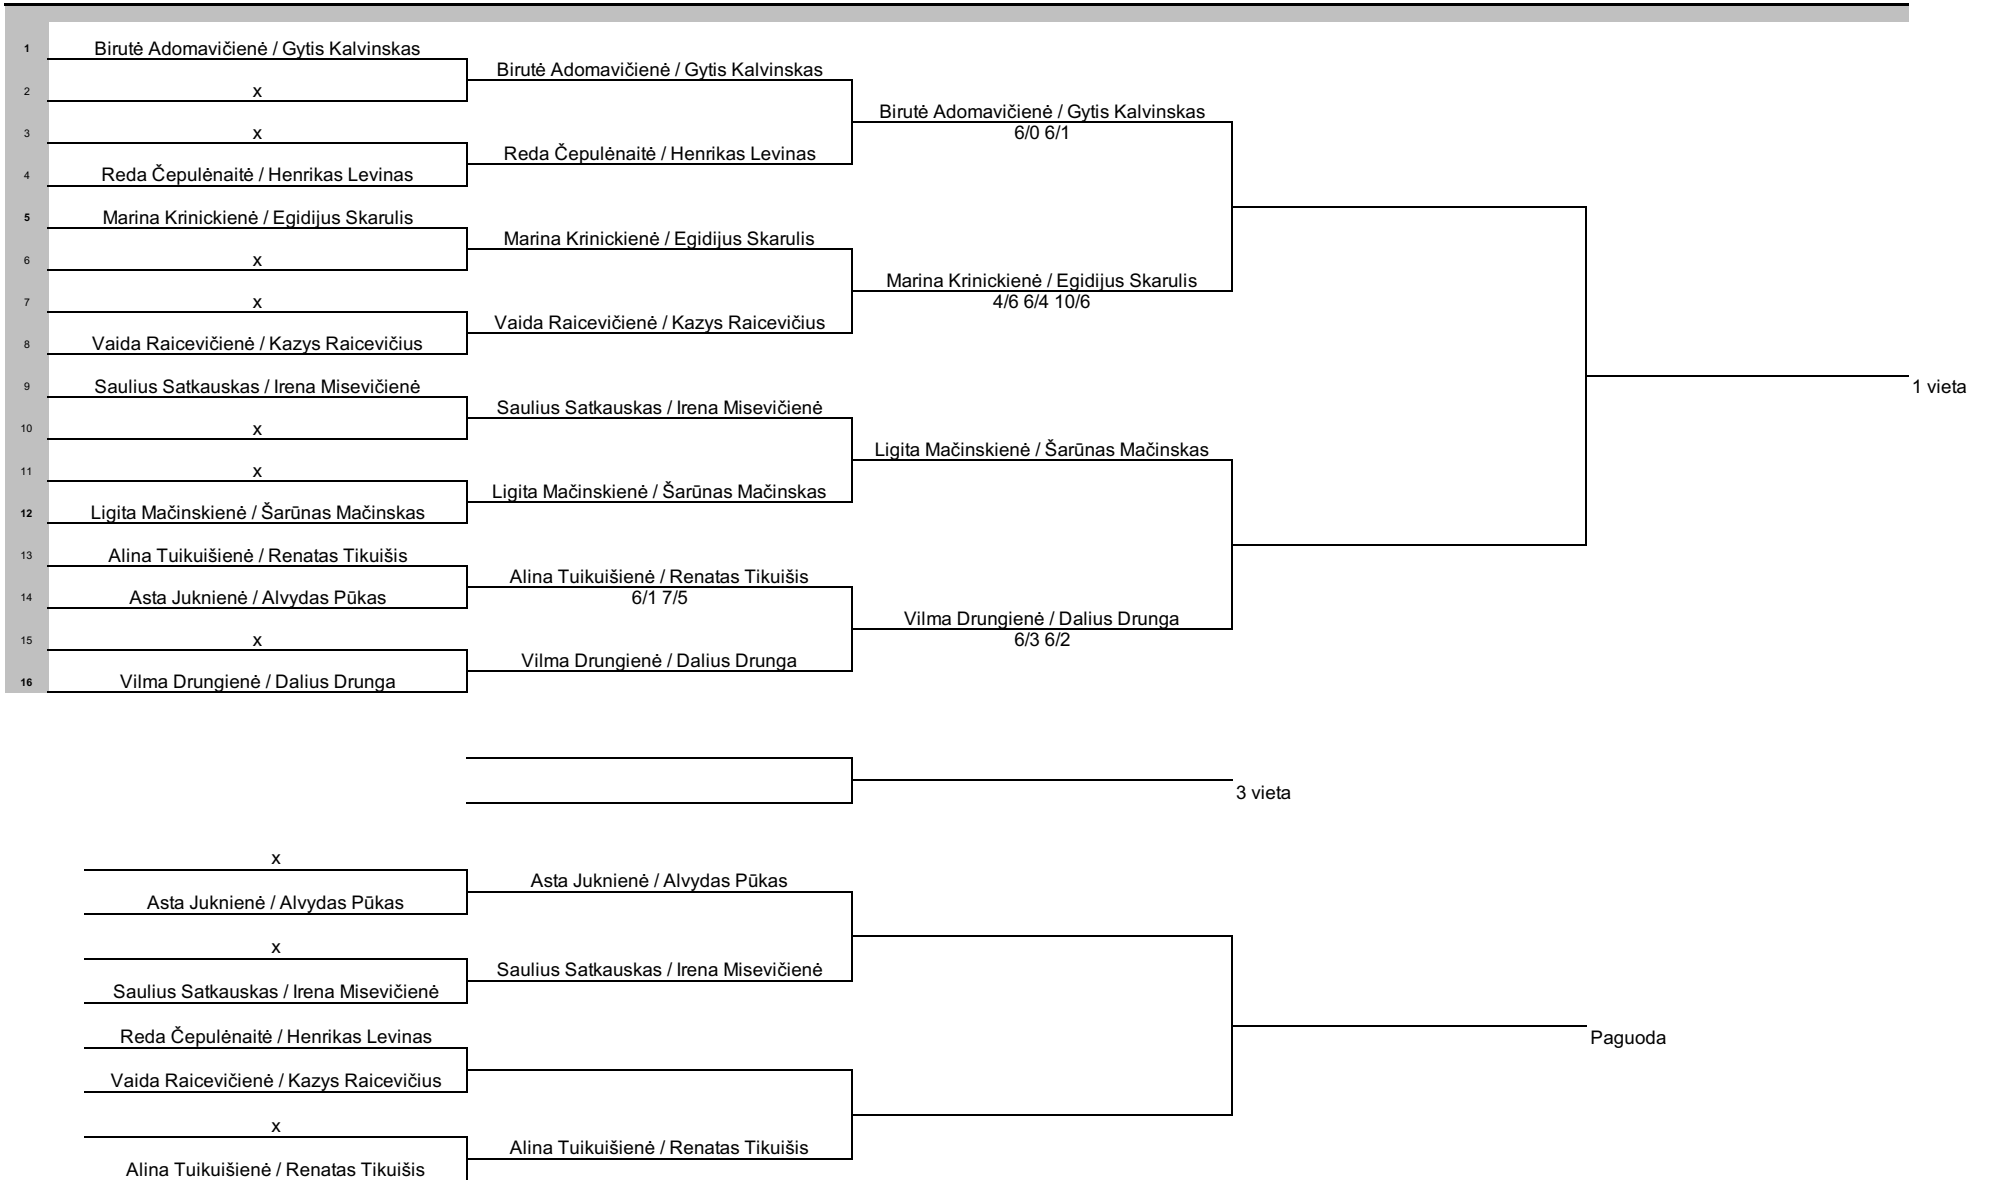 1 Birutė Adomavičienė / Gytis Kalvinskas
Birutė Adomavičienė / Gytis Kalvinskas
2 x
Birutė Adomavičienė / Gytis Kalvinskas
3 x
6/0 6/1
Reda Čepulėnaitė / Henrikas Levinas
4 Reda Čepulėnaitė / Henrikas Levinas
5 Marina Krinickienė / Egidijus Skarulis
Marina Krinickienė / Egidijus Skarulis
6 x
Marina Krinickienė / Egidijus Skarulis
7 x
4/6 6/4 10/6
Vaida Raicevičienė / Kazys Raicevičius
8 Vaida Raicevičienė / Kazys Raicevičius
9 Saulius Satkauskas / Irena Misevičienė
1 vieta
Saulius Satkauskas / Irena Misevičienė
10 x
Ligita Mačinskienė / Šarūnas Mačinskas
11 x
Ligita Mačinskienė / Šarūnas Mačinskas
12 Ligita Mačinskienė / Šarūnas Mačinskas
13 Alina Tuikuišienė / Renatas Tikuišis
Alina Tuikuišienė / Renatas Tikuišis
14 Asta Juknienė / Alvydas Pūkas
6/1 7/5
Vilma Drungienė / Dalius Drunga
15 x
6/3 6/2
Vilma Drungienė / Dalius Drunga
16 Vilma Drungienė / Dalius Drunga
3 vieta
x
Asta Juknienė / Alvydas Pūkas
Asta Juknienė / Alvydas Pūkas
x
Saulius Satkauskas / Irena Misevičienė
Saulius Satkauskas / Irena Misevičienė
Reda Čepulėnaitė / Henrikas Levinas
Paguoda
Vaida Raicevičienė / Kazys Raicevičius
x
Alina Tuikuišienė / Renatas Tikuišis
Alina Tuikuišienė / Renatas Tikuišis